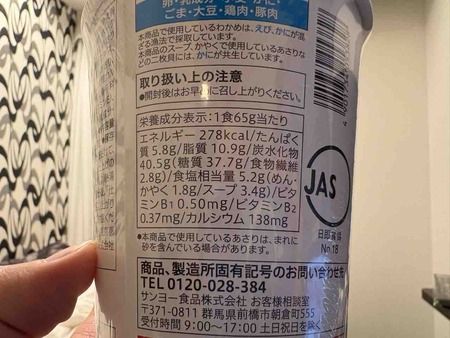 卵・乳成分・小麦・えび・かに・
ごま・大豆・鶏肉・豚肉
本商品で使用しているわかめは、えび、かにが混
ざる漁法で採取しています。
本商品のスープ、かやくで使用しているあさりな
どの二枚貝には、かにが共生しています。
取り扱い上の注意
●開封後はお早めに召し上がりください。
栄養成分表示:1食65g当たり
エネルギー 278kcal/たんぱく
質 5.8g/脂質 10.9g/炭水化物
40.5g(糖質 37.7g/食物繊維
2.8g)/食塩相当量 5.2g(めん・
かやく 1.8g/スープ 3.4g)/ビタ
ミンB1 0.50mg/ビタミンB2
0.37mg/カルシウム 138mg
●本商品で使用しているあさりは、まれに
砂を含んでいる場合があります。
JAS
No.18
商品、製造所固有記号のお問い合わせ先
TEL 0120-028-384
サンヨー食品株式会社 お客様相談室
〒371-0811 群馬県前橋市朝倉町555
受付時間 9:00〜17:00 土日祝日を除く